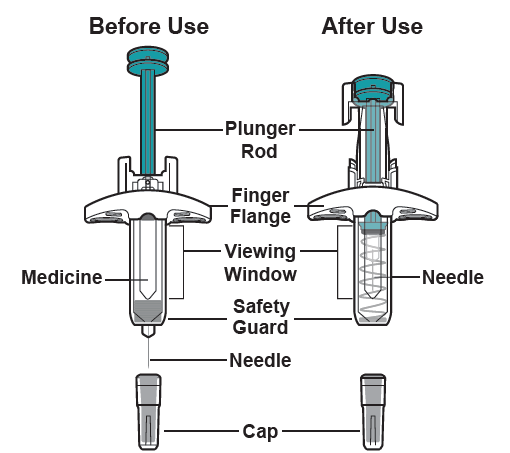 Before Use
After Use
Plunger
Rod
Finger
Flange
Viewing
Window
Medicine
Needle
Safety
Guard
Needle
Cap